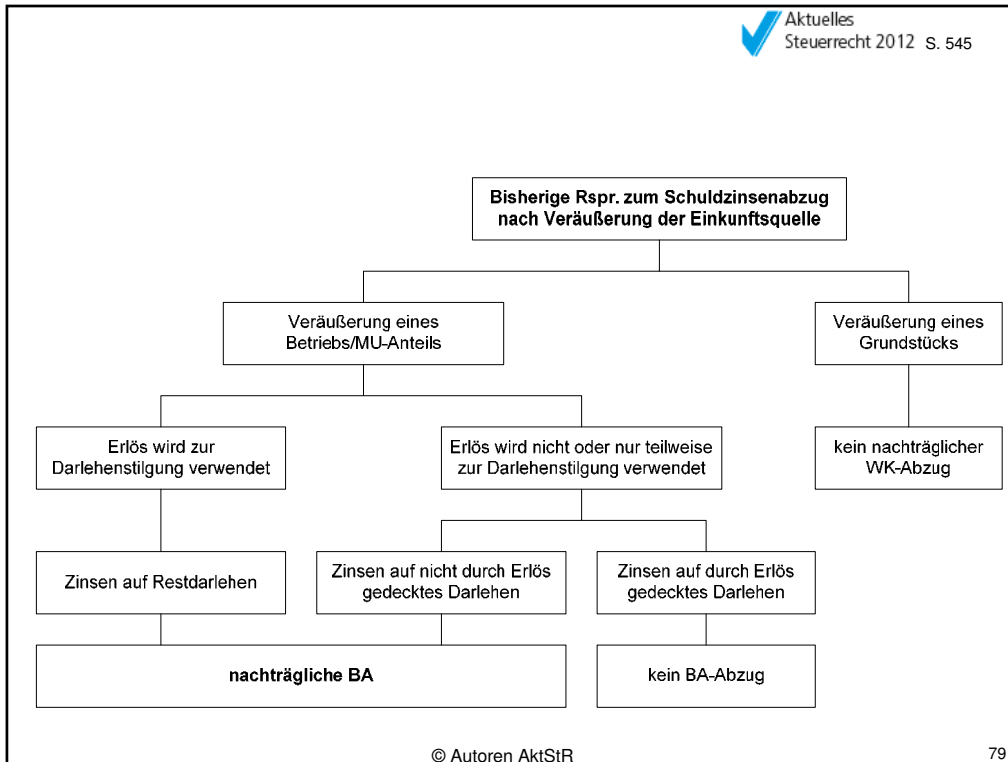 Aktuelles
Steuerrecht 2012 S. 545
Bisherige Rspr. zum Schuldzinsenabzug
nach Veräußerung der Einkunftsquelle
Veräußerung eines
Betriebs/MU-Anteils
Veräußerung eines
Grundstücks
Erlös wird zur
Darlehenstilgung verwendet
Erlös wird nicht oder nur teilweise
zur Darlehenstilgung verwendet
kein nachträglicher
WK-Abzug
Zinsen auf Restdarlehen
Zinsen auf nicht durch Erlös
gedecktes Darlehen
Zinsen auf durch Erlös
gedecktes Darlehen
nachträgliche BA
kein BA-Abzug
© Autoren AktStR
79